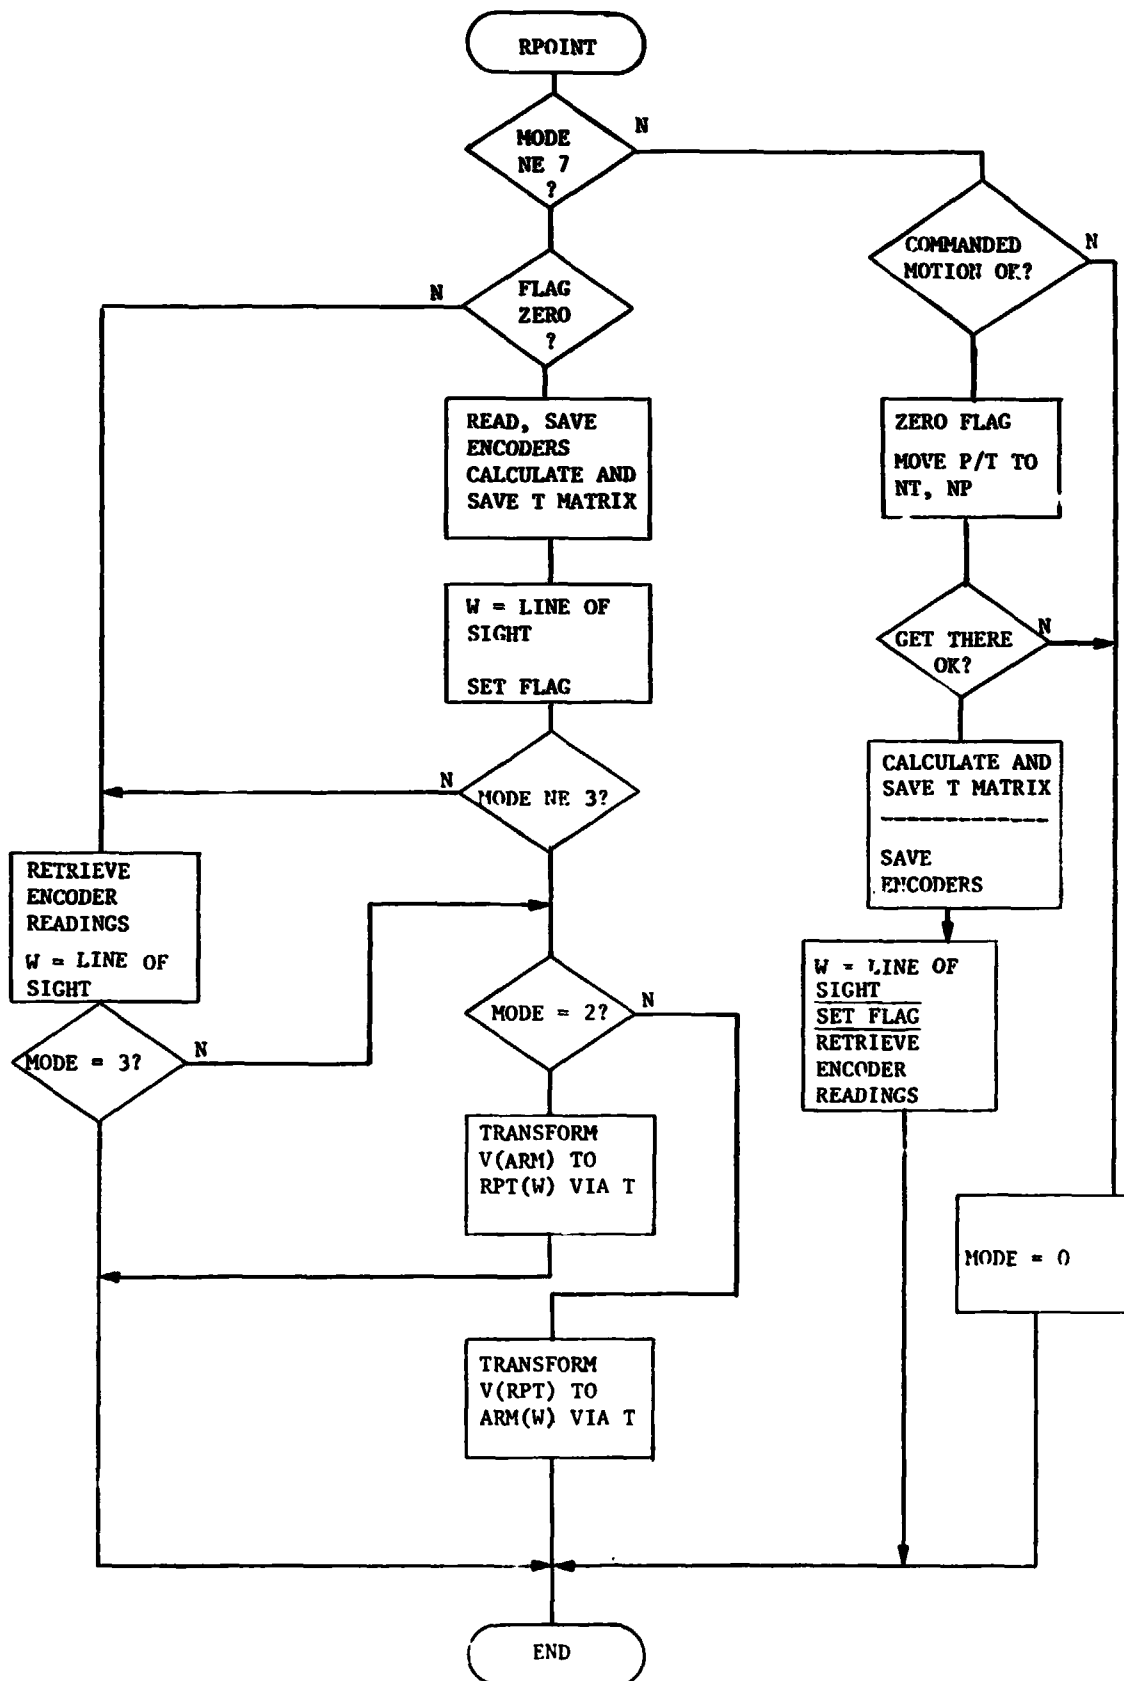 RPOINT
MODE
NE 7
?
N
COMMANDED
MOTION OK?
N
FLAG
ZERO
?
N
READ, SAVE
ENCODERS
CALCULATE AND
SAVE T MATRIX
ZERO FLAG
MOVE P/T TO
NT, NP
W = LINE OF
SIGHT
SET FLAG
GET THERE
OK?
N
MODE NE 3?
N
CALCULATE AND
SAVE T MATRIX
SAVE
ENCODERS
RETRIEVE
ENCODER
READINGS
W = LINE OF
SIGHT
W = LINE OF
SIGHT
SET FLAG
RETRIEVE
ENCODER
READINGS
MODE = 2?
N
MODE = 3?
N
TRANSFORM
V(ARM) TO
RPT(W) VIA T
MODE = 0
TRANSFORM
V(RPT) TO
ARM(W) VIA T
END